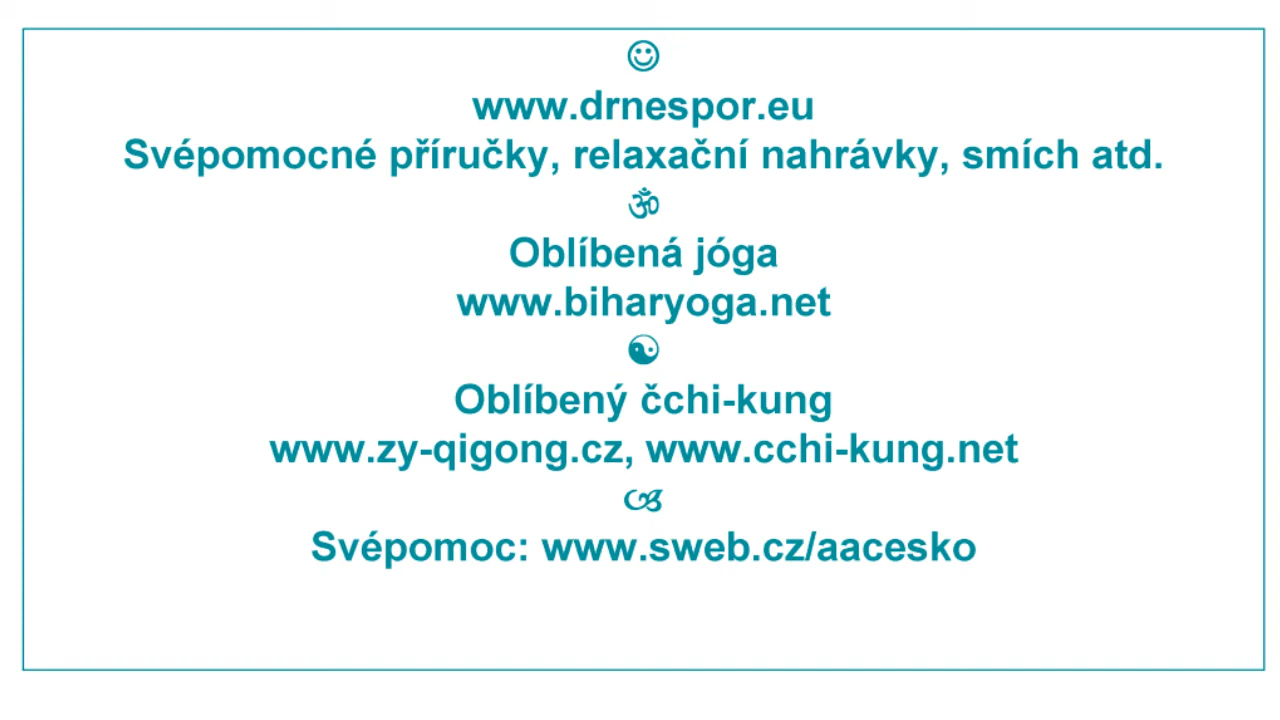 ☺
www.drnespor.eu
Svépomocné příručky, relaxační nahrávky, smích atd.
ॐ
Oblíbená jóga
www.biharyoga.net
☯
Oblíbený čchi-kung
www.zy-qigong.cz, www.cchi-kung.net
Svépomoc: www.sweb.cz/aacesko